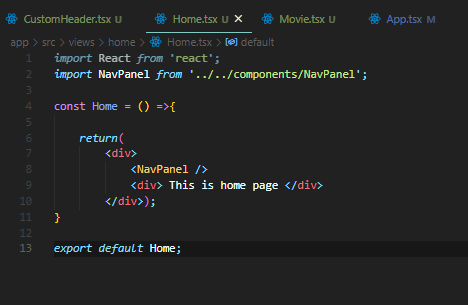 CustomHeader.tsx U
Home.tsx U ×
Movie.tsx U
App.tsx M
app > src > views > home > Home.tsx > default
1 import React from 'react';
2 import NavPanel from '../../components/NavPanel';
3
4 const Home = () =>{
5
6 return(
7 <div>
8 <NavPanel />
9 <div> This is home page </div>
10 </div>);
11 }
12
13 export default Home;